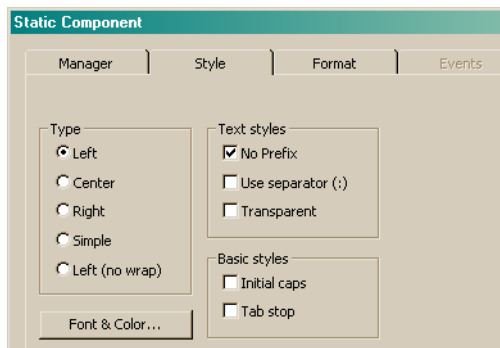 Static Component
Manager Style Format Events
Type
Left
Center
Right
Simple
Left (no wrap)
Font & Color...
Text styles
No Prefix
Use separator (:)
Transparent
Basic styles
Initial caps
Tab stop